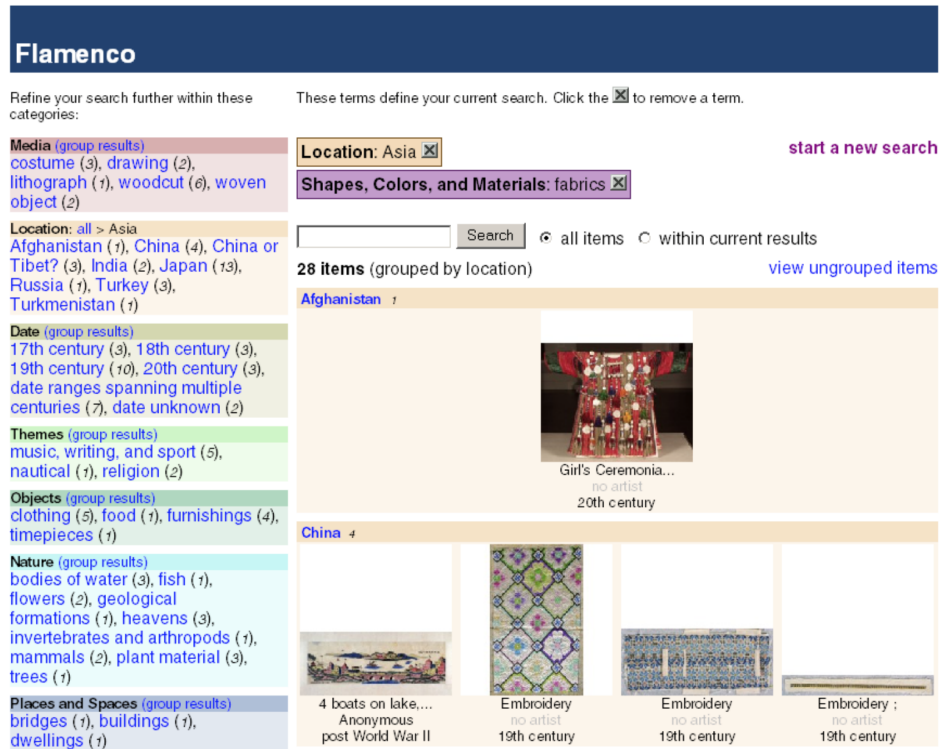 Flamenco
Refine your search further within these
categories:
These terms define your current search. Click the to remove a term.
Media (group results)
costume (3), drawing (2),
lithograph (1), woodcut (6), woven
object (2)
Location: all > Asia
Afghanistan (1), China (4), China or
Tibet? (3), India (2), Japan (13),
Russia (1), Turkey (3),
Turkmenistan (1)
Date (group results)
17th century (3), 18th century (3),
19th century (10), 20th century (3),
date ranges spanning multiple
centuries (7), date unknown (2)
Themes (group results)
music, writing, and sport (5),
nautical (1), religion (2)
Objects (group results)
clothing (5), food (1), furnishings (4),
timepieces (1)
Nature (group results)
bodies of water (3), fish (1),
flowers (2), geological
formations (1), heavens (3),
invertebrates and arthropods (1),
mammals (2), plant material (3),
trees (1)
Places and Spaces (group results)
bridges (1), buildings (1),
dwellings (1)
Location: Asia
start a new search
Shapes, Colors, and Materials: fabrics
Search all items within current results
28 items (grouped by location)
view ungrouped items
Afghanistan 1
Girl's Ceremonia...
no artist
20th century
China 4
4 boats on lake,...
Anonymous
post World War II
Embroidery
no artist
19th century
Embroidery
no artist
19th century
Embroidery ;
no artist
19th century